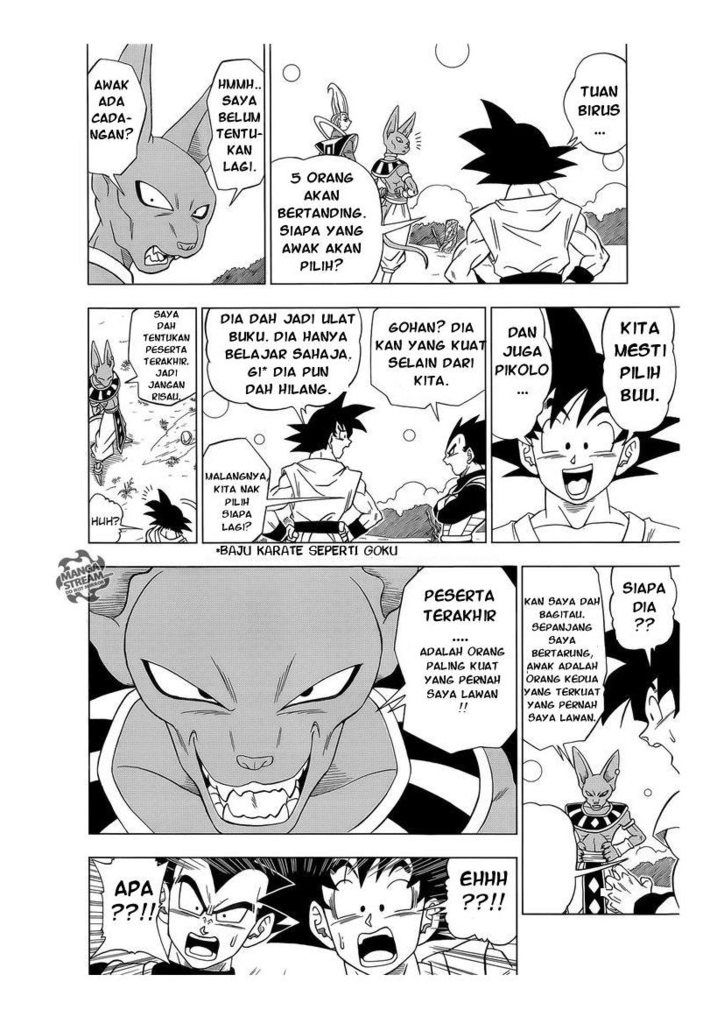 TUAN
BIRUS
...
5 ORANG
AKAN
BERTANDING.
SIAPA YANG
AWAK AKAN
PILIH?
HMMH..
SAYA
BELUM
TENTU-
KAN
LAGI.
AWAK
ADA
CADA-
NGAN?
KITA
MESTI
PILIH
BUU.
DAN
JUGA
PIKOLO
...
GOHAN? DIA
KAN YANG KUAT
SELAIN DARI
KITA.
DIA DAH JADI ULAT
BUKU. DIA HANYA
BELAJAR SAHAJA.
GI* DIA PUN
DAH HILANG.
MALANGNYA,
KITA NAK
PILIH
SIAPA
LAGI?
SAYA
DAH
TENTUKAN
PESERTA
TERAKHIR.
JADI
JANGAN
RISAU.
HUH?
*BAJU KARATE SEPERTI GOKU
MANGA
STREAM
DO NOT MIRROR
SIAPA
DIA
??
KAN SAYA DAH
BAGITAU.
SEPANJANG
SAYA
BERTARUNG,
AWAK ADALAH
ORANG KEDUA
YANG TERKUAT
YANG PERNAH
SAYA LAWAN.
PESERTA
TERAKHIR
....
ADALAH ORANG
PALING KUAT
YANG PERNAH
SAYA LAWAN
!!
EHHH
??!!
APA
??!!